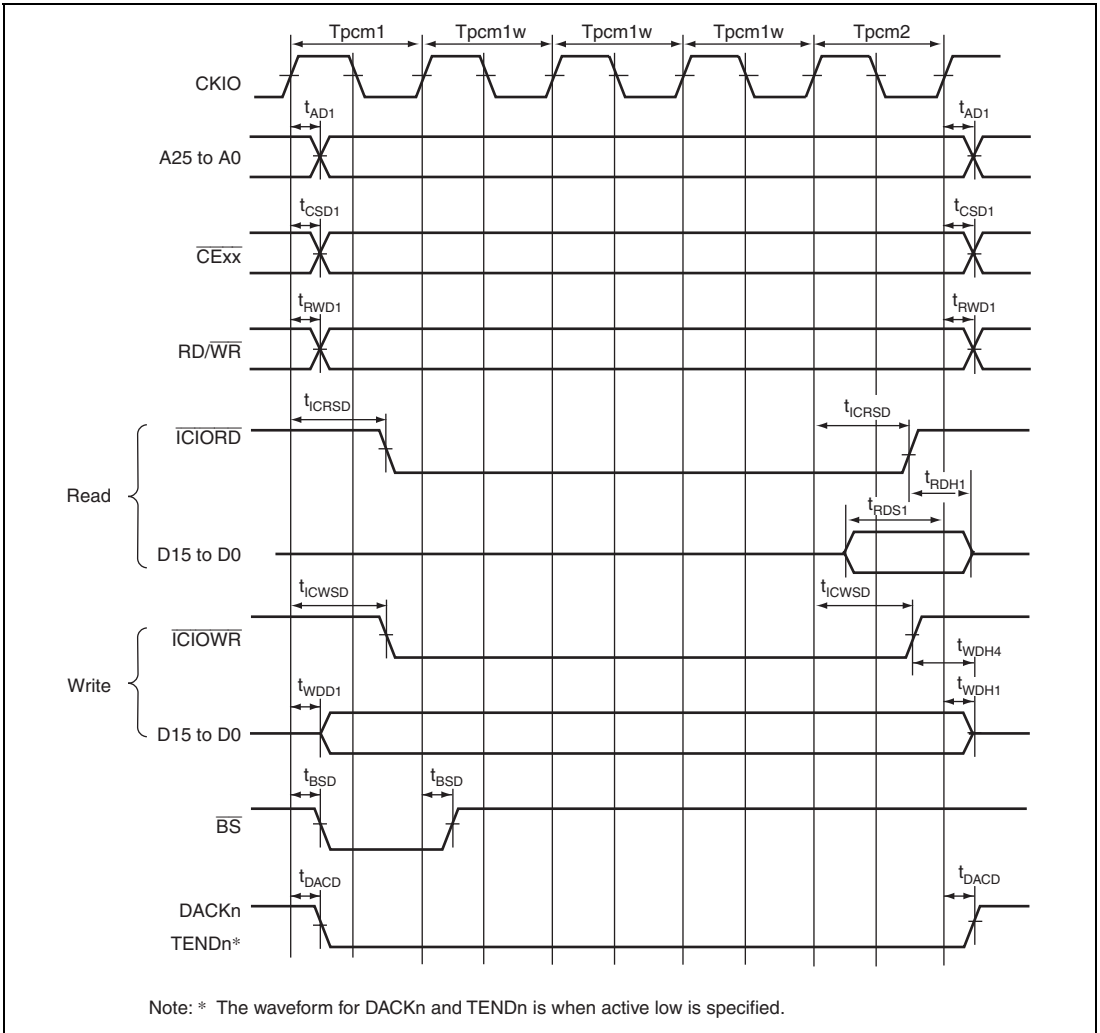 Tpcm1 Tpcm1w Tpcm1w Tpcm1w Tpcm2
CKIO
tAD1 tAD1
A25 to A0
tCSD1 tCSD1
CExx
tRWD1 tRWD1
RD/WR
tICRSD tICRSD
ICIORD
tRDH1
Read
tRDS1
D15 to D0
tICWSD tICWSD
ICIOWR
tWDH4
Write
tWDD1 tWDH1
D15 to D0
tBSD tBSD
BS
tDACD tDACD
DACKn
TENDn*
Note: * The waveform for DACKn and TENDn is when active low is specified.